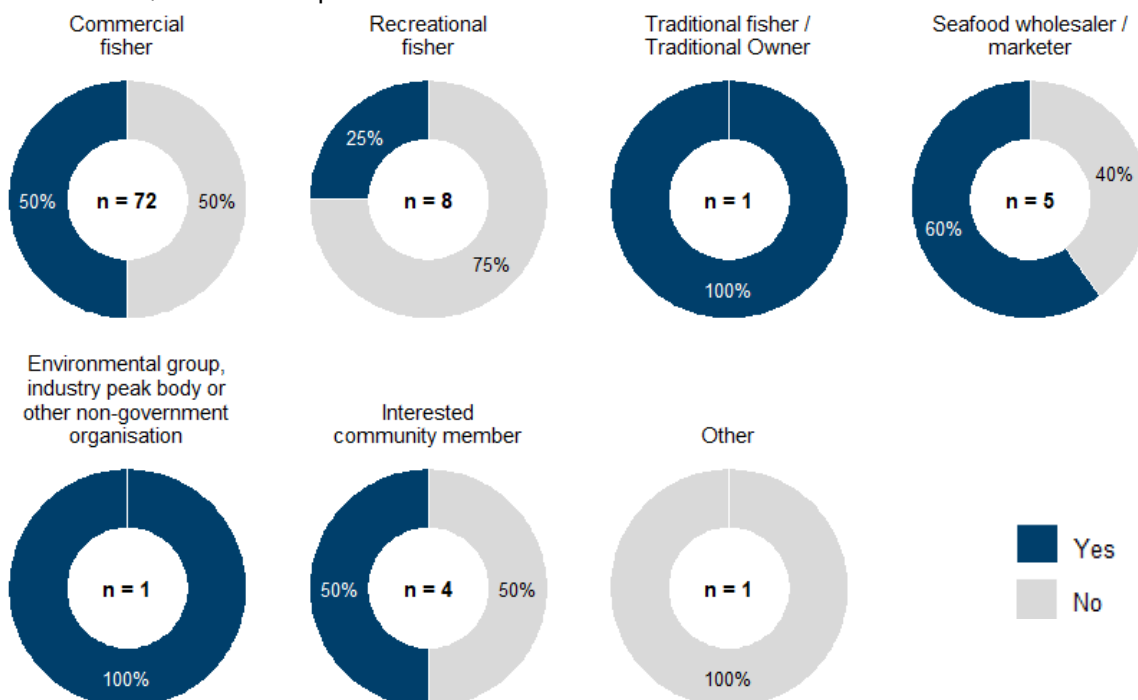 Commercial
fisher
50%
n = 72
50%
Recreational
fisher
25%
n = 8
75%
Traditional fisher /
Traditional Owner
n = 1
100%
Seafood wholesaler /
marketer
40%
n = 5
60%
Environmental group,
industry peak body or
other non-government
organisation
n = 1
100%
Interested
community member
50%
n = 4
50%
Other
n = 1
100%
Yes
No